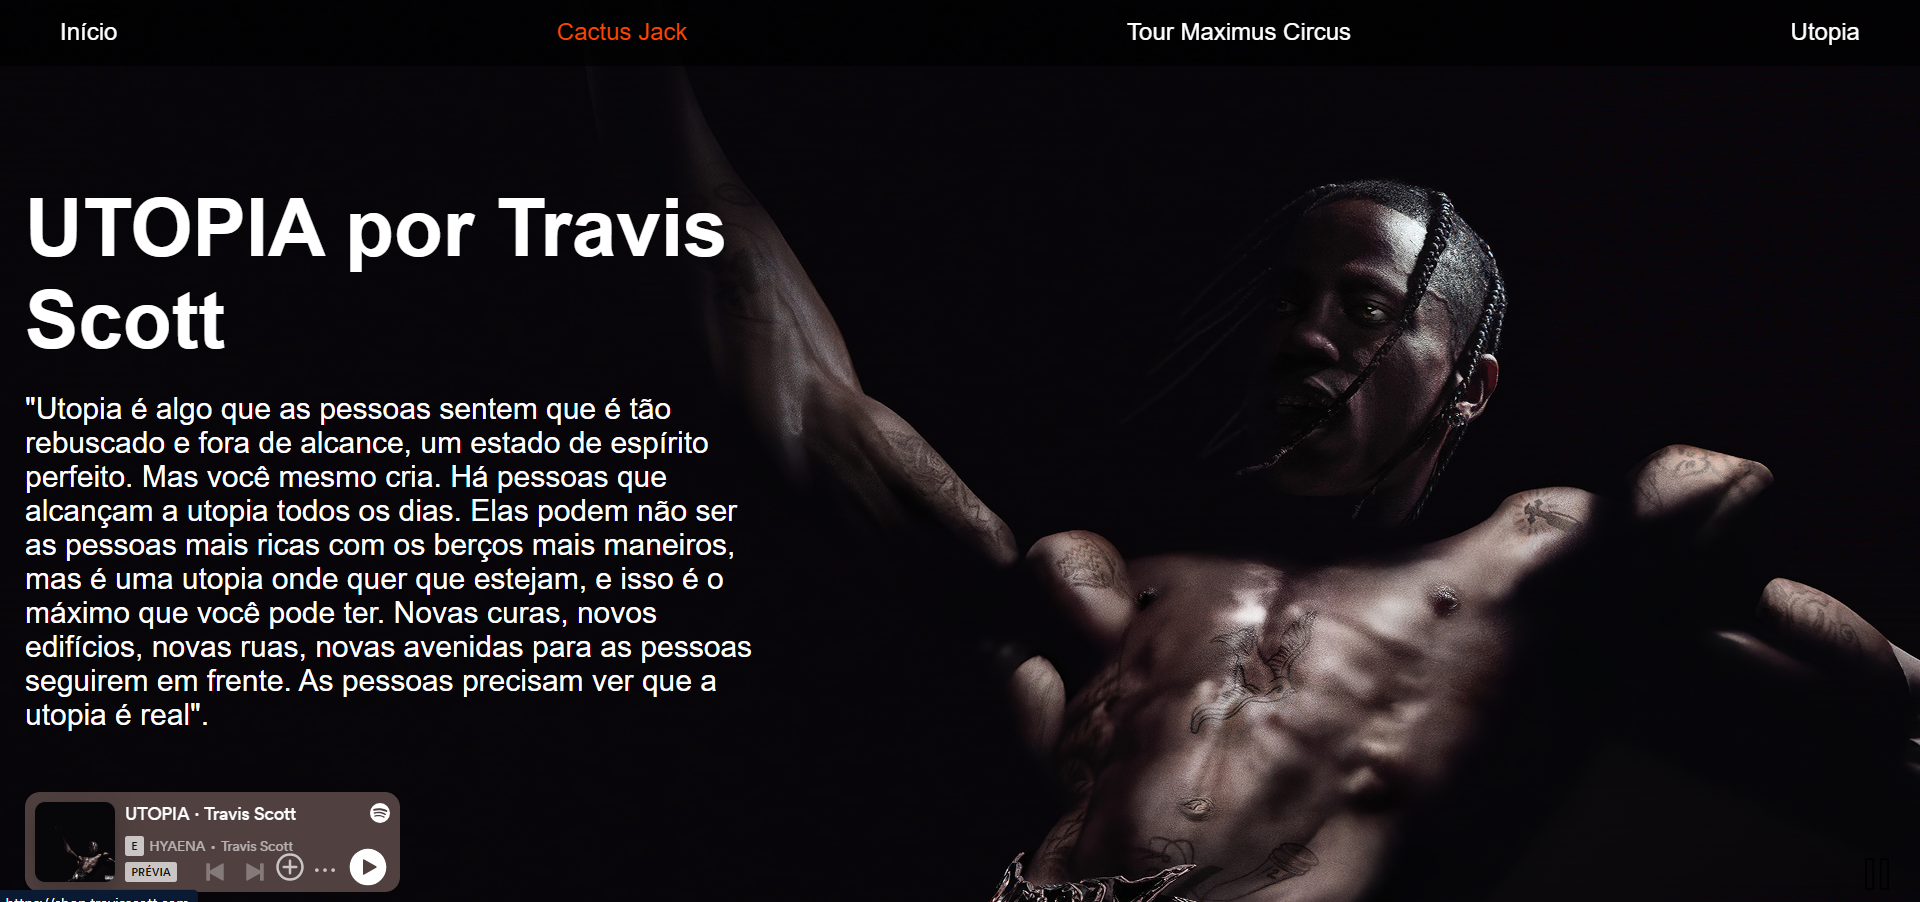 Início
Cactus Jack
Tour Maximus Circus
Utopia
UTOPIA por Travis
Scott
"Utopia é algo que as pessoas sentem que é tão
rebuscado e fora de alcance, um estado de espírito
perfeito. Mas você mesmo cria. Há pessoas que
alcançam a utopia todos os dias. Elas podem não ser
as pessoas mais ricas com os berços mais maneiros,
mas é uma utopia onde quer que estejam, e isso é o
máximo que você pode ter. Novas curas, novos
edifícios, novas ruas, novas avenidas para as pessoas
seguirem em frente. As pessoas precisam ver que a
utopia é real".
UTOPIA · Travis Scott
E HYAENA · Travis Scott
PRÉVIA